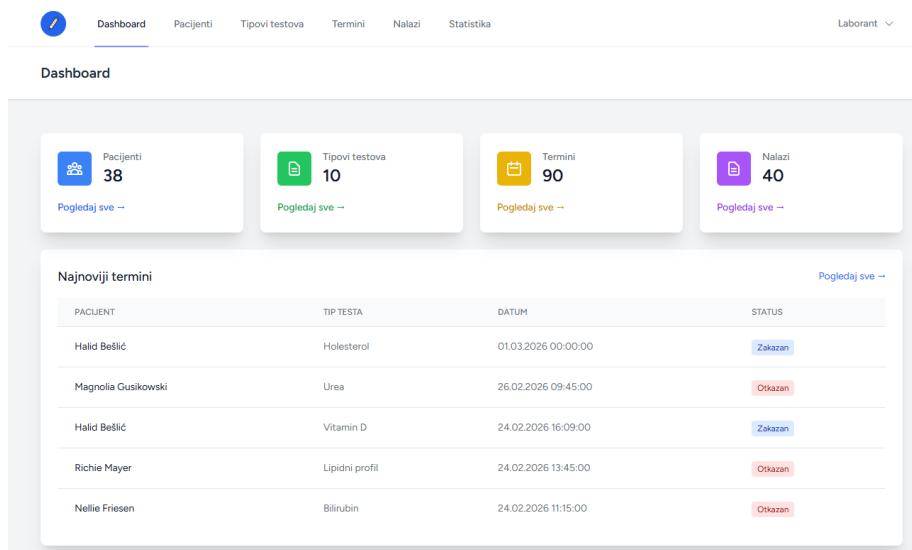 Dashboard Pacijenti Tipovi testova Termini Nalazi Statistika Laborant
Dashboard
Pacijenti
38
Pogledaj sve →
Tipovi testova
10
Pogledaj sve →
Termini
90
Pogledaj sve →
Nalazi
40
Pogledaj sve →
Najnoviji termini Pogledaj sve →
PACIJENT TIP TESTA DATUM STATUS
Halid Bešlić Holesterol 01.03.2026 00:00:00 Zakazan
Magnolia Gusikowski Urea 26.02.2026 09:45:00 Otkazan
Halid Bešlić Vitamin D 24.02.2026 16:09:00 Zakazan
Richie Mayer Lipidni profil 24.02.2026 13:45:00 Otkazan
Nellie Friesen Bilirubin 24.02.2026 11:15:00 Otkazan